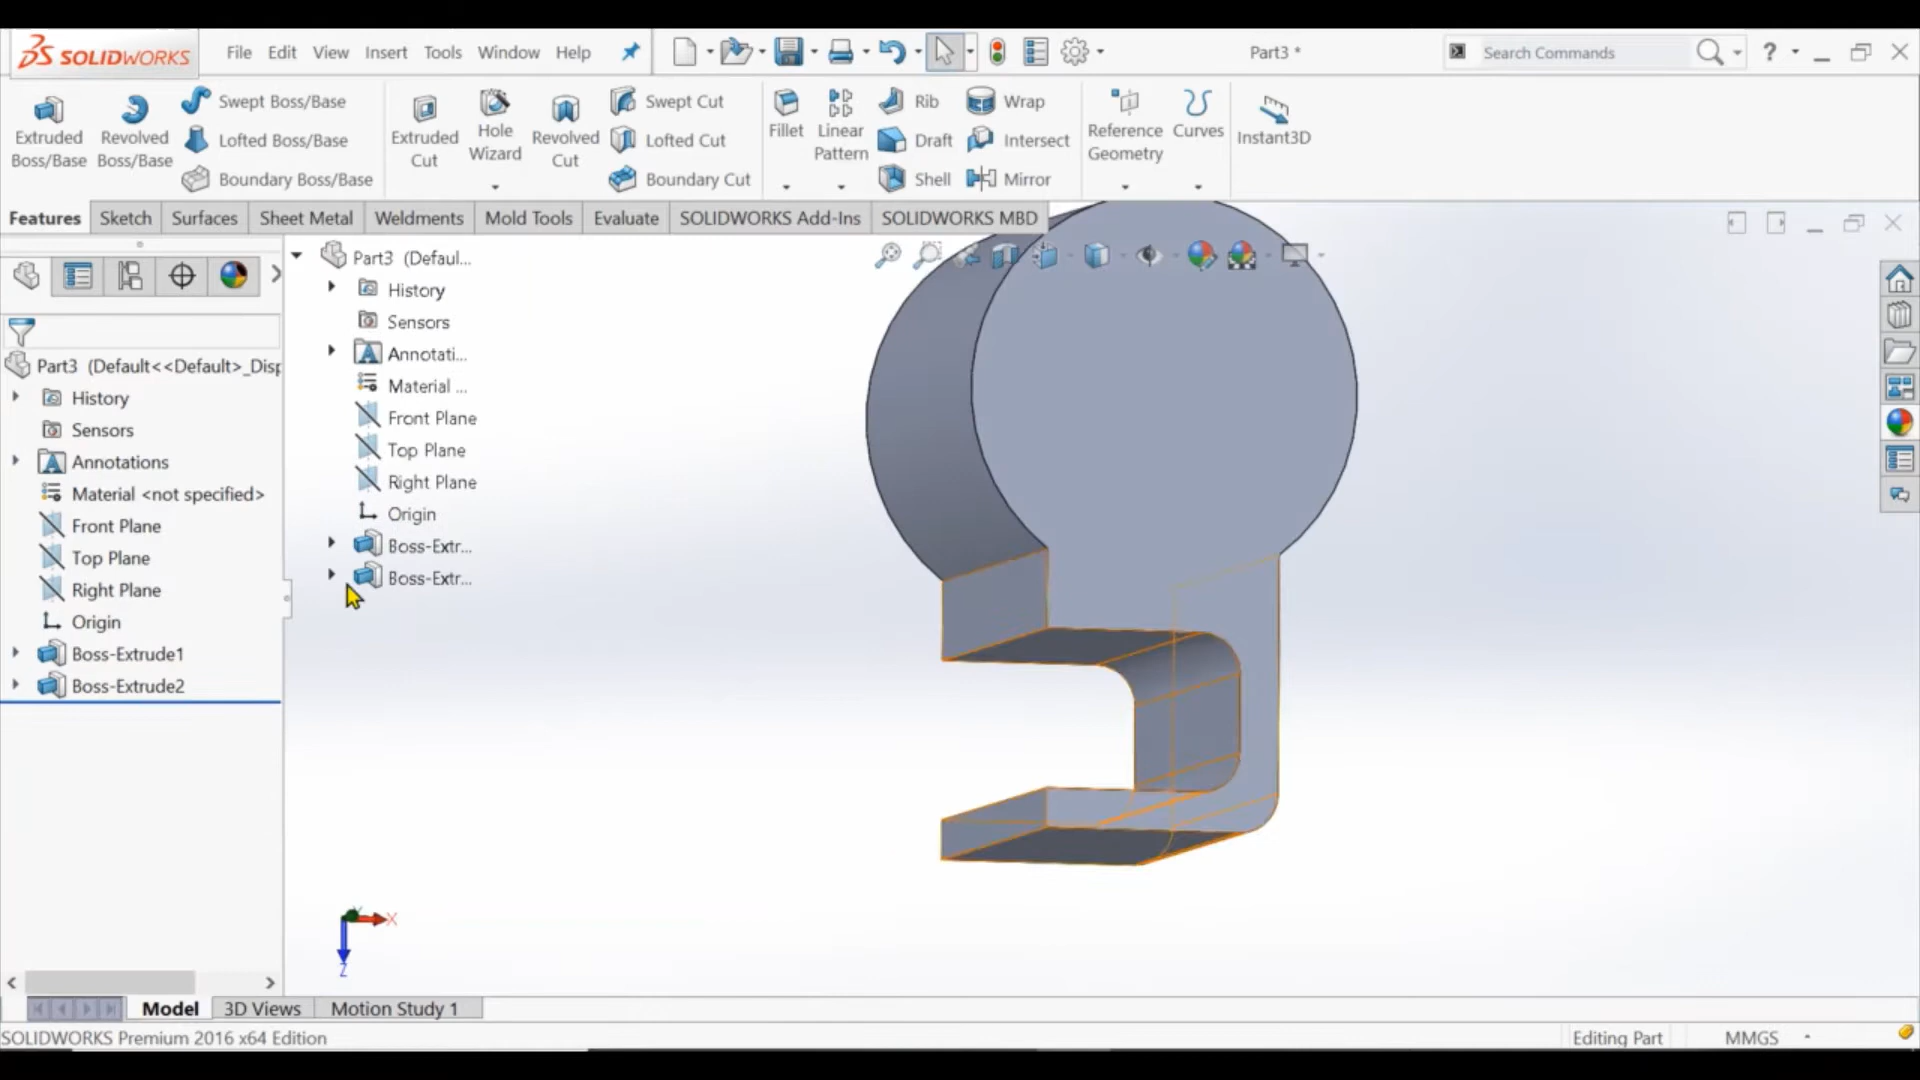 SOLIDWORKS File Edit View Insert Tools Window Help Part3 * Search Commands ?
Extruded Boss/Base
Revolved Boss/Base
Swept Boss/Base
Lofted Boss/Base
Boundary Boss/Base
Extruded Cut
Hole Wizard
Revolved Cut
Swept Cut
Lofted Cut
Boundary Cut
Fillet
Linear Pattern
Rib
Draft
Shell
Wrap
Intersect
Mirror
Reference Geometry
Curves
Instant3D
Features Sketch Surfaces Sheet Metal Weldments Mold Tools Evaluate SOLIDWORKS Add-Ins SOLIDWORKS MBD
Part3 (Default<<Default>_Disp
History
Sensors
Annotations
Material <not specified>
Front Plane
Top Plane
Right Plane
Origin
Boss-Extrude1
Boss-Extrude2
Part3 (Defaul...
History
Sensors
Annotati...
Material ...
Front Plane
Top Plane
Right Plane
Origin
Boss-Extr...
Boss-Extr...
X
Z
Model 3D Views Motion Study 1
SOLIDWORKS Premium 2016 x64 Edition Editing Part MMGS